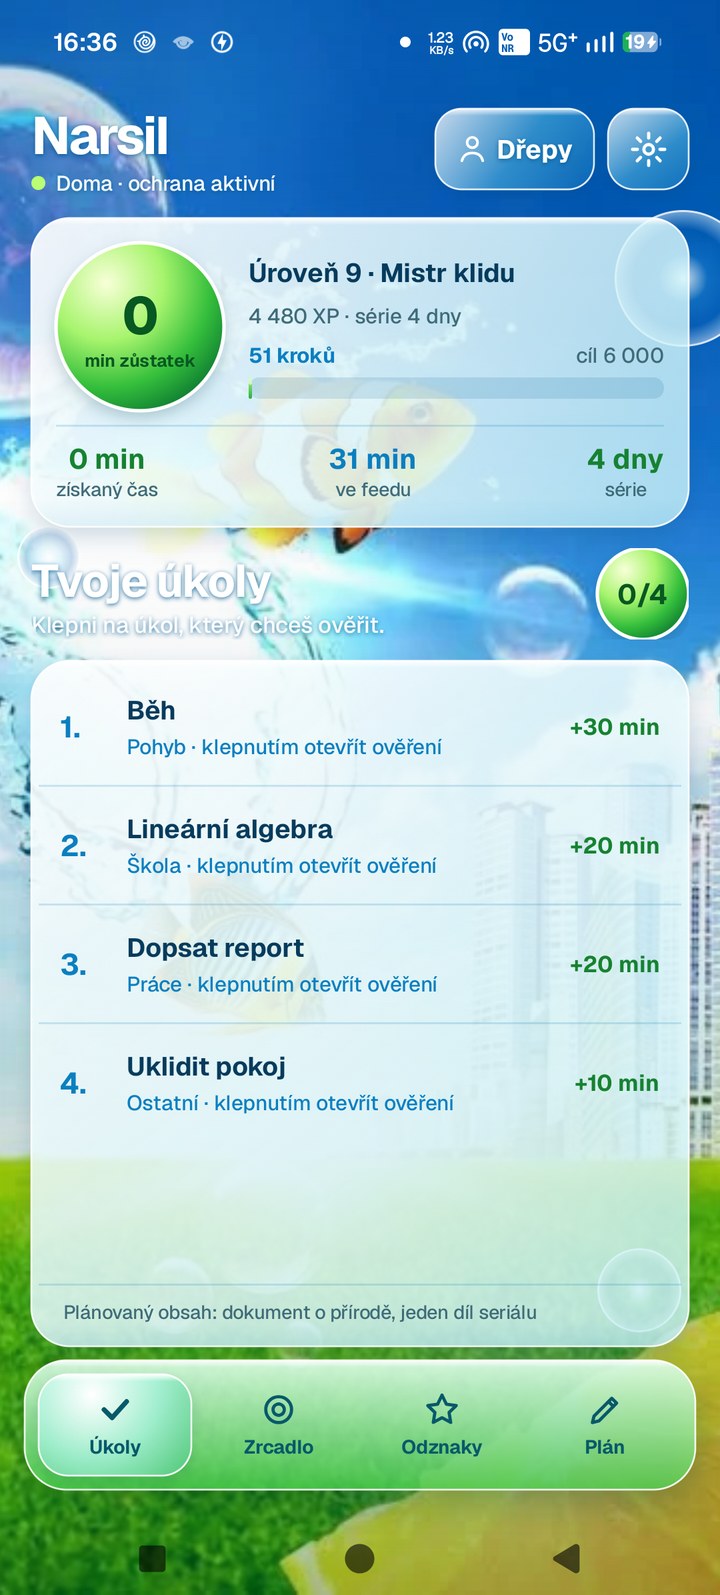 16:36
1.23 KB/s
Vo NR
5G+
19
Narsil
Doma · ochrana aktivní
Dřepy
0
min zůstatek
Úroveň 9 · Mistr klidu
4 480 XP · série 4 dny
51 kroků
cíl 6 000
0 min
31 min
4 dny
získaný čas
ve feedu
série
Tvoje úkoly
Klepni na úkol, který chceš ověřit.
0/4
1.
Běh
Pohyb · klepnutím otevřít ověření
+30 min
2.
Lineární algebra
Škola · klepnutím otevřít ověření
+20 min
3.
Dopsat report
Práce · klepnutím otevřít ověření
+20 min
4.
Uklidit pokoj
Ostatní · klepnutím otevřít ověření
+10 min
Plánovaný obsah: dokument o přírodě, jeden díl seriálu
Úkoly
Zrcadlo
Odznaky
Plán